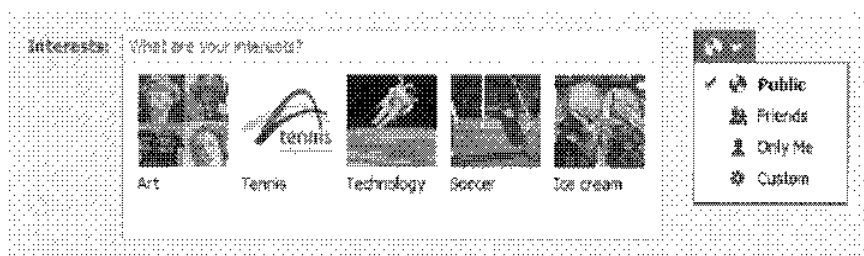 Interests:
What are your interests?
tennis
Art
Tennis
Technology
Soccer
Ice cream
Public
Friends
Only Me
Custom